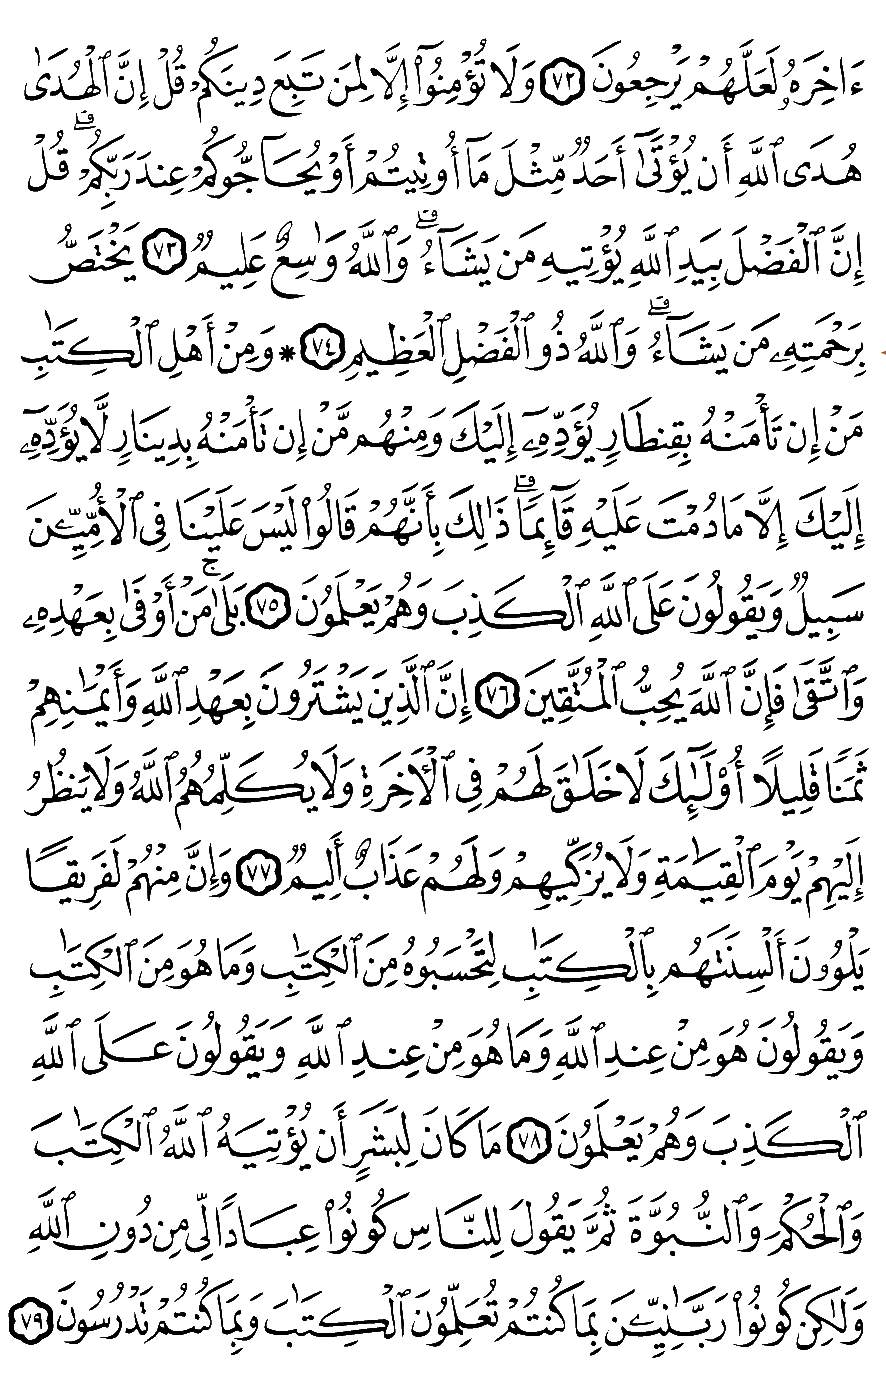 ءَاخِرَهُۥ لَعَلَّهُمۡ يَرۡجِعُونَ ٧٢ وَلَا تُؤۡمِنُوٓاْ إِلَّا لِمَن تَبِعَ دِينَكُمۡ قُلۡ إِنَّ ٱلۡهُدَىٰ
هُدَى ٱللَّهِ أَن يُؤۡتَىٰٓ أَحَدٞ مِّثۡلَ مَآ أُوتِيتُمۡ أَوۡ يُحَآجُّوكُمۡ عِندَ رَبِّكُمۡۗ قُلۡ
إِنَّ ٱلۡفَضۡلَ بِيَدِ ٱللَّهِ يُؤۡتِيهِ مَن يَشَآءُۗ وَٱللَّهُ وَٰسِعٌ عَلِيمٞ ٧٣ يَخۡتَصُّ
بِرَحۡمَتِهِۦ مَن يَشَآءُۗ وَٱللَّهُ ذُو ٱلۡفَضۡلِ ٱلۡعَظِيمِ ٧٤ * وَمِنۡ أَهۡلِ ٱلۡكِتَٰبِ
مَنۡ إِن تَأۡمَنۡهُ بِقِنطَارٖ يُؤَدِّهِۦٓ إِلَيۡكَ وَمِنۡهُم مَّنۡ إِن تَأۡمَنۡهُ بِدِينَارٖ لَّا يُؤَدِّهِۦٓ
إِلَيۡكَ إِلَّا مَا دُمۡتَ عَلَيۡهِ قَآئِمٗاۗ ذَٰلِكَ بِأَنَّهُمۡ قَالُواْ لَيۡسَ عَلَيۡنَا فِي ٱلۡأُمِّيِّـۧنَ
سَبِيلٞ وَيَقُولُونَ عَلَى ٱللَّهِ ٱلۡكَذِبَ وَهُمۡ يَعۡلَمُونَ ٧٥ بَلَىٰۚ مَنۡ أَوۡفَىٰ بِعَهۡدِهِۦ
وَٱتَّقَىٰ فَإِنَّ ٱللَّهَ يُحِبُّ ٱلۡمُتَّقِينَ ٧٦ إِنَّ ٱلَّذِينَ يَشۡتَرُونَ بِعَهۡدِ ٱللَّهِ وَأَيۡمَٰنِهِمۡ
ثَمَنٗا قَلِيلًا أُوْلَٰٓئِكَ لَا خَلَٰقَ لَهُمۡ فِي ٱلۡأٓخِرَةِ وَلَا يُكَلِّمُهُمُ ٱللَّهُ وَلَا يَنظُرُ
إِلَيۡهِمۡ يَوۡمَ ٱلۡقِيَٰمَةِ وَلَا يُزَكِّيهِمۡ وَلَهُمۡ عَذَابٌ أَلِيمٞ ٧٧ وَإِنَّ مِنۡهُمۡ لَفَرِيقٗا
يَلۡوُۥنَ أَلۡسِنَتَهُم بِٱلۡكِتَٰبِ لِتَحۡسَبُوهُ مِنَ ٱلۡكِتَٰبِ وَمَا هُوَ مِنَ ٱلۡكِتَٰبِ
وَيَقُولُونَ هُوَ مِنۡ عِندِ ٱللَّهِ وَمَا هُوَ مِنۡ عِندِ ٱللَّهِ وَيَقُولُونَ عَلَى ٱللَّهِ
ٱلۡكَذِبَ وَهُمۡ يَعۡلَمُونَ ٧٨ مَا كَانَ لِبَشَرٍ أَن يُؤۡتِيَهُ ٱللَّهُ ٱلۡكِتَٰبَ
وَٱلۡحُكۡمَ وَٱلنُّبُوَّةَ ثُمَّ يَقُولَ لِلنَّاسِ كُونُواْ عِبَادٗا لِّي مِن دُونِ ٱللَّهِ
وَلَٰكِن كُونُواْ رَبَّٰنِيِّـۧنَ بِمَا كُنتُمۡ تُعَلِّمُونَ ٱلۡكِتَٰبَ وَبِمَا كُنتُمۡ تَدۡرُسُونَ ٧٩